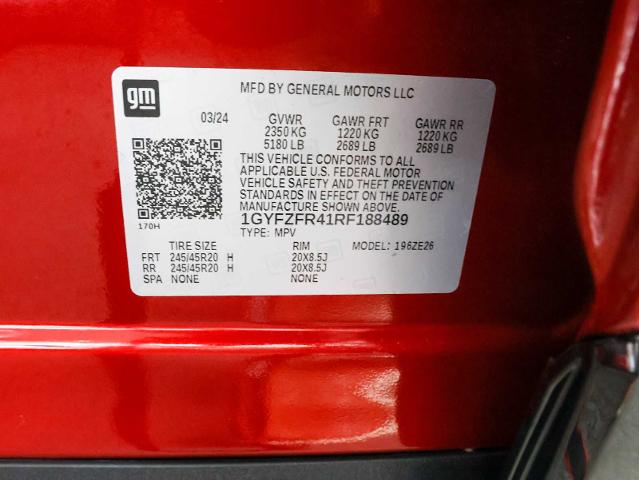 gm
MFD BY GENERAL MOTORS LLC
03/24 GVWR GAWR FRT GAWR RR
2350 KG 1220 KG 1220 KG
5180 LB 2689 LB 2689 LB
THIS VEHICLE CONFORMS TO ALL
APPLICABLE U.S. FEDERAL MOTOR
VEHICLE SAFETY AND THEFT PREVENTION
STANDARDS IN EFFECT ON THE DATE OF
MANUFACTURE SHOWN ABOVE.
1GYFZFR41RF188489
170H
TYPE: MPV
TIRE SIZE RIM MODEL: 196ZE26
FRT 245/45R20 H 20X8.5J
RR 245/45R20 H 20X8.5J
SPA NONE NONE